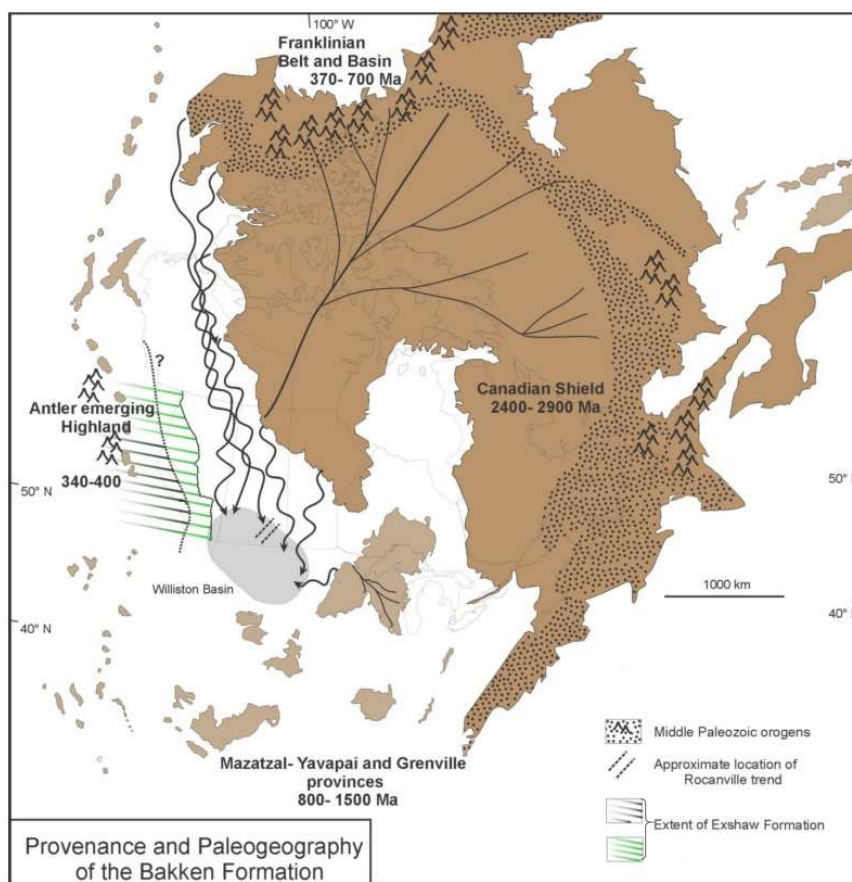 100° W
Franklinian
Belt and Basin
370- 700 Ma
?
Antler emerging
Highland
340-400
Canadian Shield
2400- 2900 Ma
50° N
50°
Williston Basin
1000 km
40° N
40°
Mazatzal- Yavapai and Grenville
provinces
800- 1500 Ma
Middle Paleozoic orogens
Approximate location of
Rocanville trend
Extent of Exshaw Formation
Provenance and Paleogeography
of the Bakken Formation